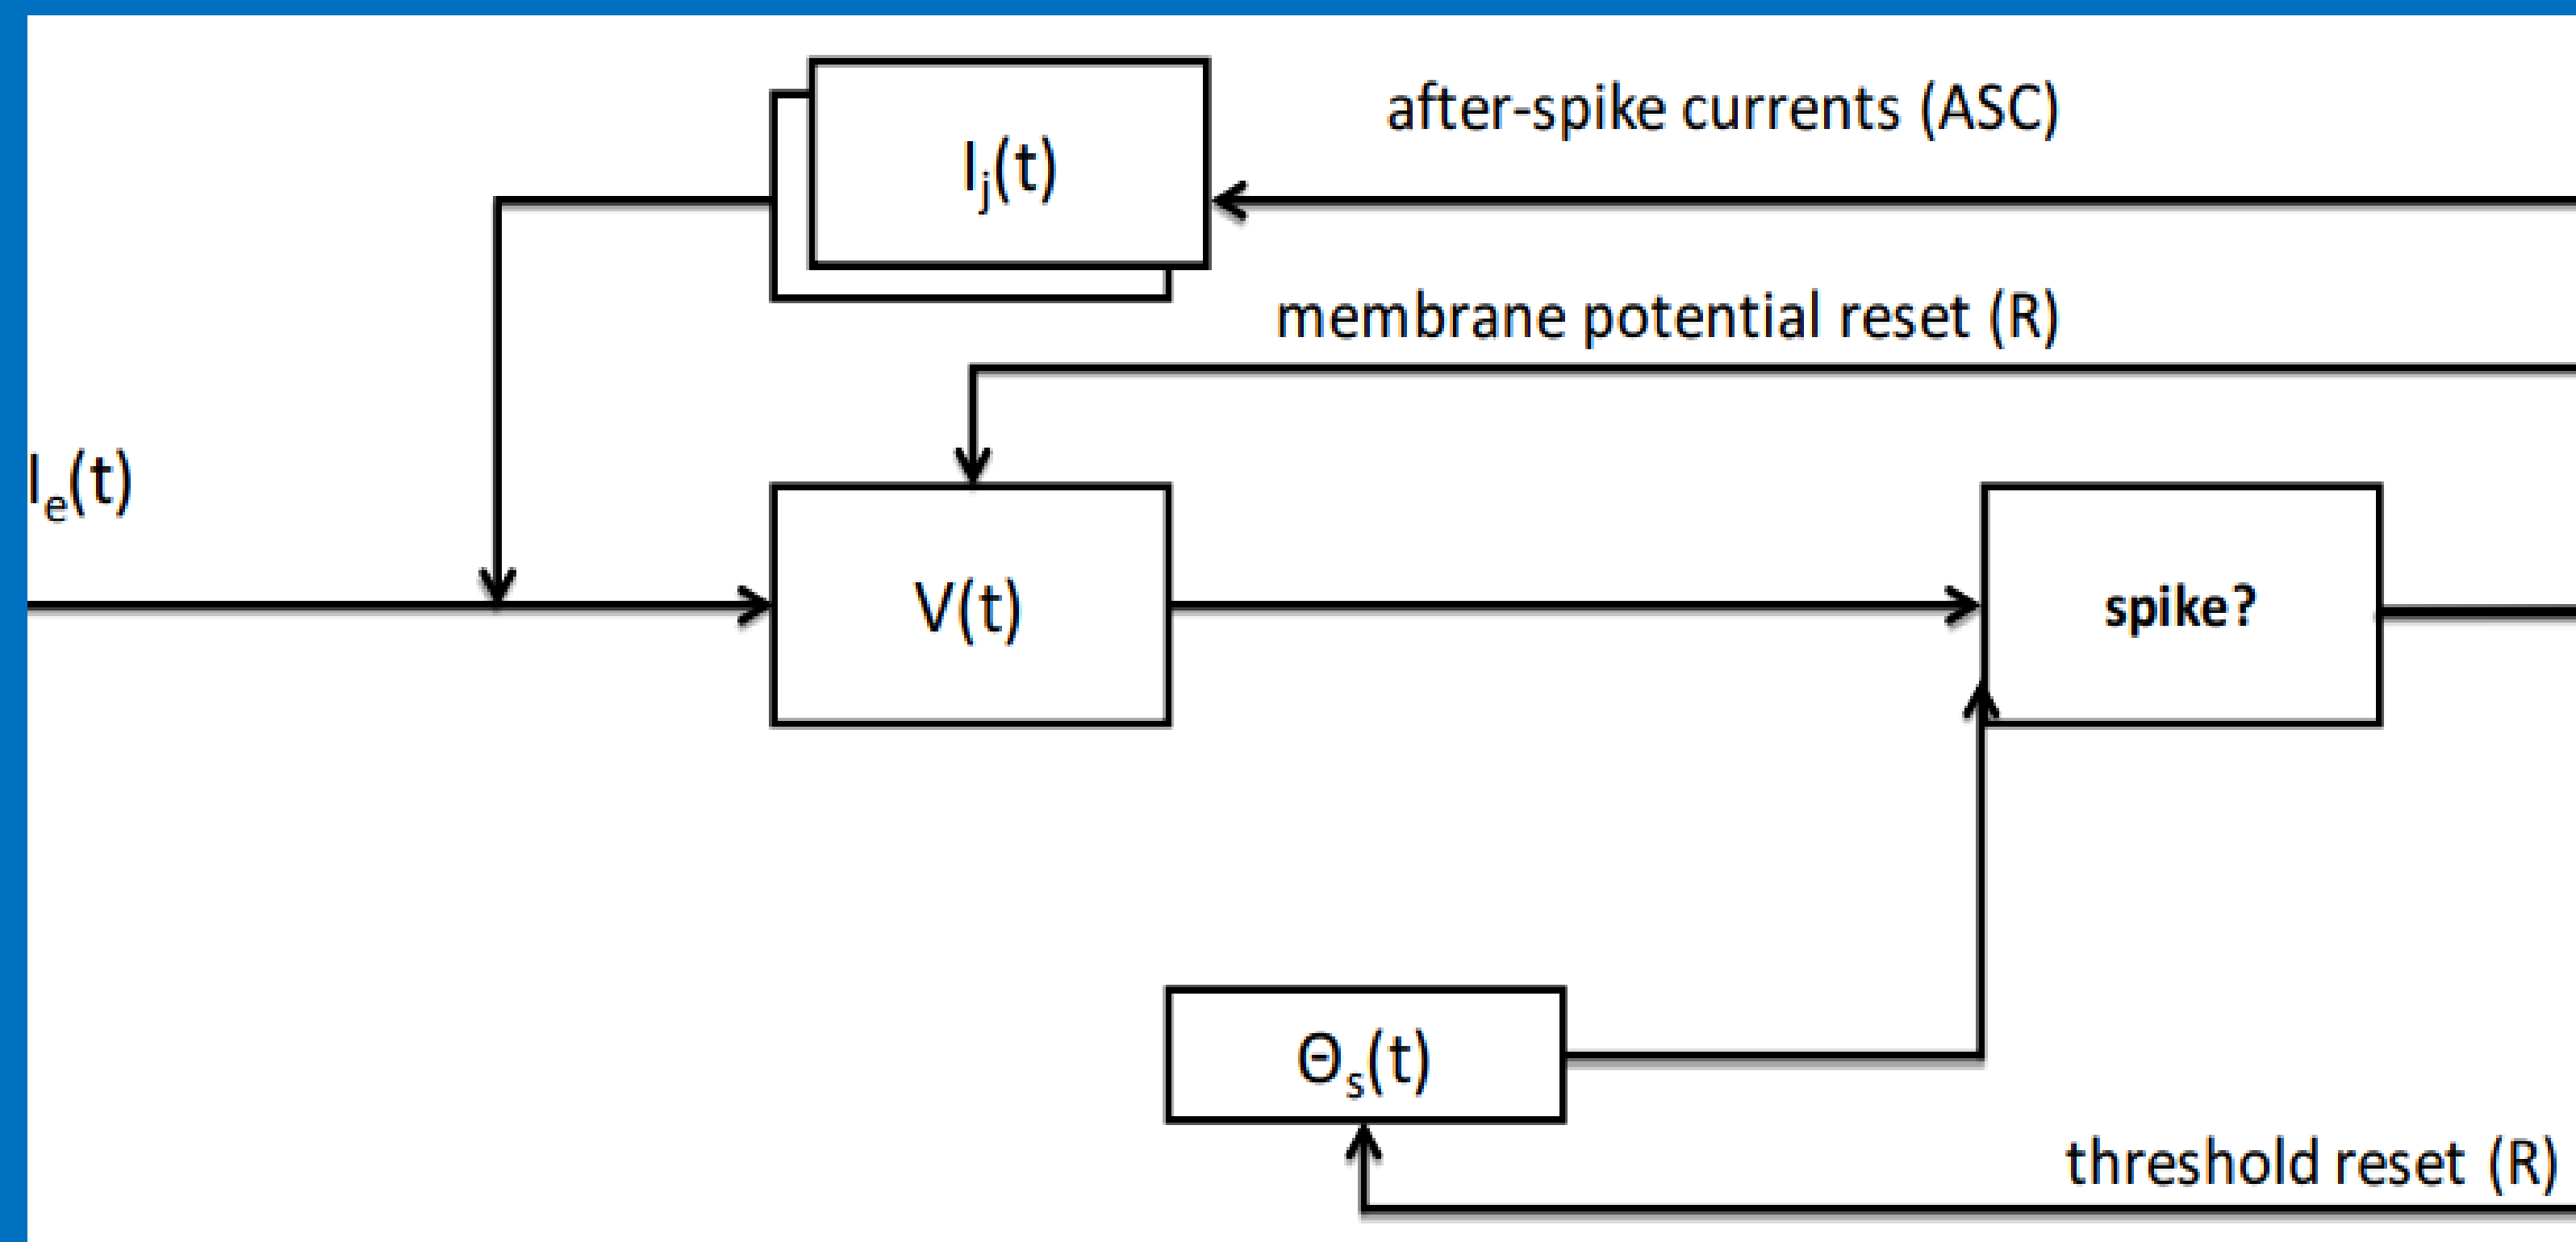 after-spike currents (ASC)
Iⱼ(t)
membrane potential reset (R)
Iₑ(t)
V(t)
spike?
Θₛ(t)
threshold reset (R)